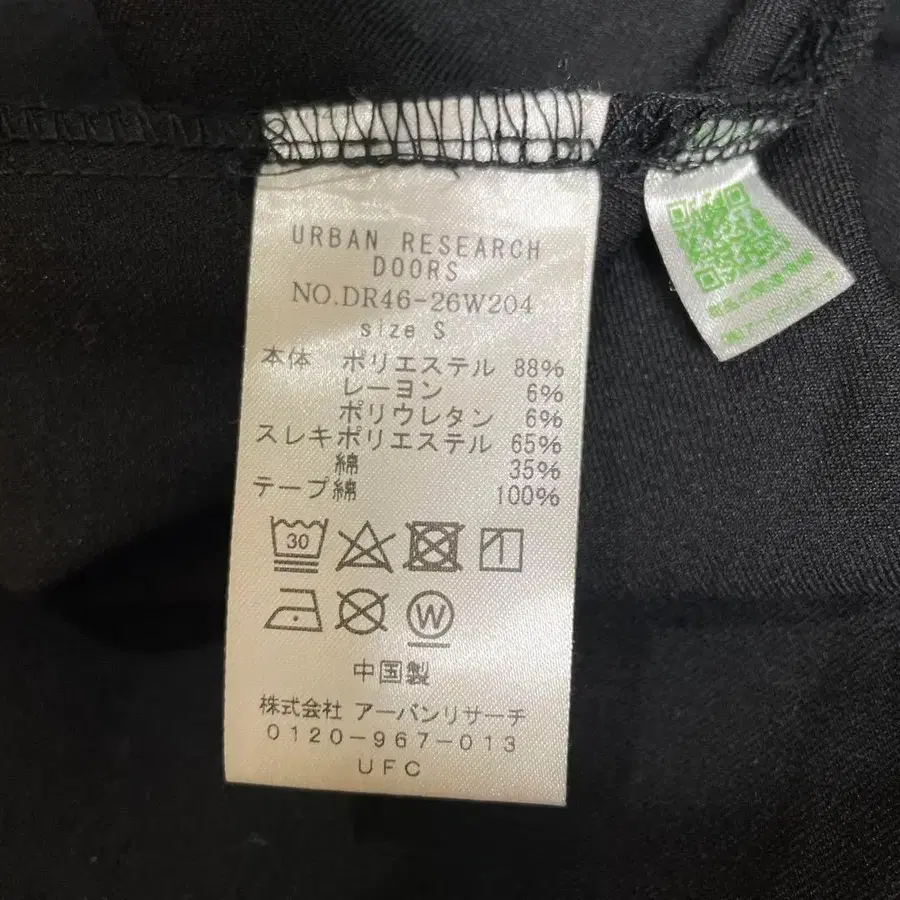 URBAN RESEARCH
DOORS
NO.DR46-26W204
size S
本体 ポリエステル 88%
レーヨン 6%
ポリウレタン 6%
スレキポリエステル 65%
綿 35%
テープ綿 100%
30
W
中国製
株式会社 アーバンリサーチ
0120-967-013
UFC